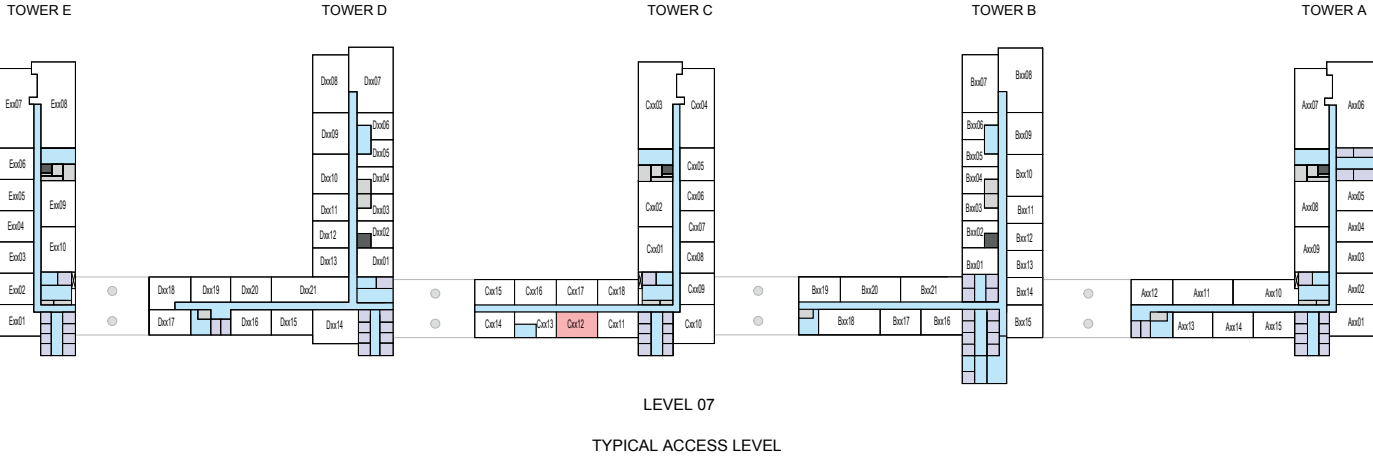 TOWER E
TOWER D
TOWER C
TOWER B
TOWER A
Exx07
Exx08
Exx06
Exx05
Exx09
Exx04
Exx10
Exx03
Exx02
Exx01
Dxx08
Dxx07
Dxx09
Dxx06
Dxx05
Dxx10
Dxx04
Dxx11
Dxx03
Dxx12
Dxx02
Dxx13
Dxx01
Dxx18
Dxx19
Dxx20
Dxx21
Dxx17
Dxx16
Dxx15
Dxx14
Cxx03
Cxx04
Cxx05
Cxx02
Cxx06
Cxx07
Cxx01
Cxx08
Cxx15
Cxx16
Cxx17
Cxx18
Cxx09
Cxx14
Cxx13
Cxx12
Cxx11
Cxx10
Bxx07
Bxx08
Bxx06
Bxx09
Bxx05
Bxx04
Bxx10
Bxx03
Bxx11
Bxx02
Bxx12
Bxx01
Bxx13
Bxx19
Bxx20
Bxx21
Bxx14
Bxx18
Bxx17
Bxx16
Bxx15
Axx07
Axx06
Axx08
Axx05
Axx04
Axx09
Axx03
Axx12
Axx11
Axx10
Axx02
Axx13
Axx14
Axx15
Axx01
LEVEL 07
TYPICAL ACCESS LEVEL